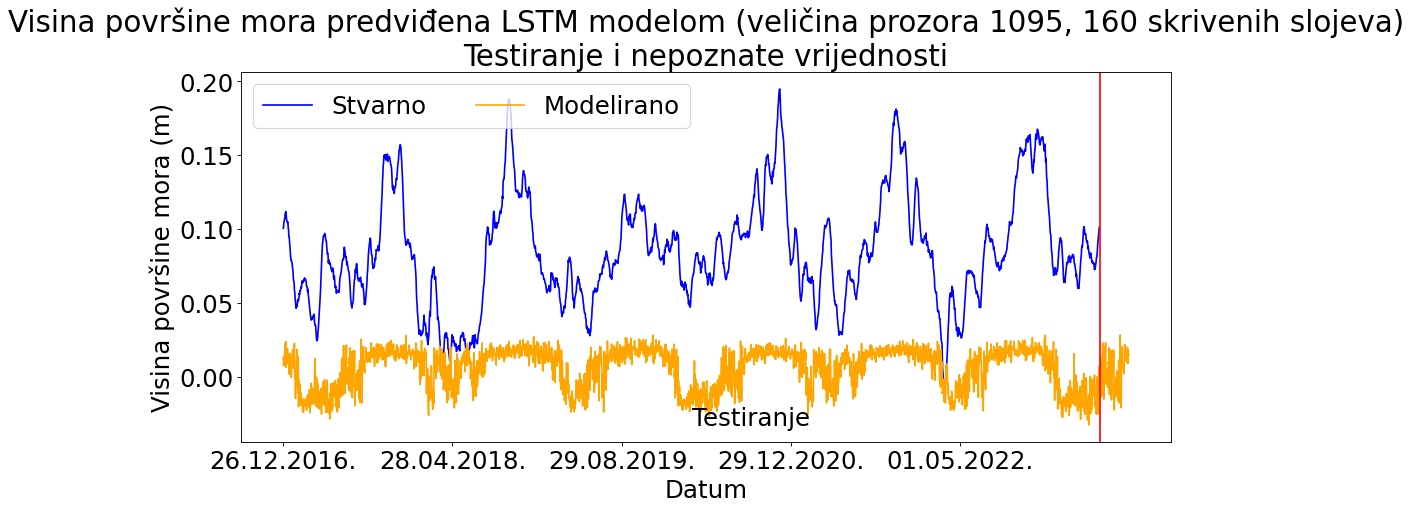 Visina površine mora predviđena LSTM modelom (veličina prozora 1095, 160 skrivenih slojeva)
Testiranje i nepoznate vrijednosti
Stvarno Modelirano
Visina površine mora (m)
0.20
0.15
0.10
0.05
0.00
Testiranje
26.12.2016. 28.04.2018. 29.08.2019. 29.12.2020. 01.05.2022.
Datum